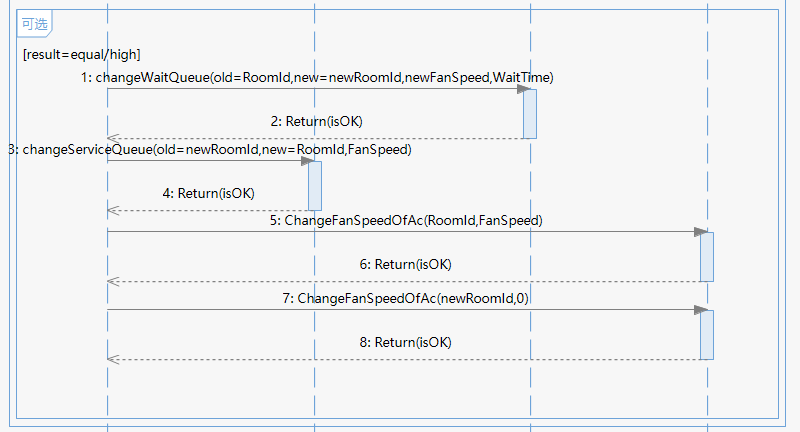 可选
[result=equal/high]
1: changeWaitQueue(old=RoomId,new=newRoomId,newFanSpeed,WaitTime)
2: Return(isOK)
3: changeServiceQueue(old=newRoomId,new=RoomId,FanSpeed)
4: Return(isOK)
5: ChangeFanSpeedOfAc(RoomId,FanSpeed)
6: Return(isOK)
7: ChangeFanSpeedOfAc(newRoomId,0)
8: Return(isOK)